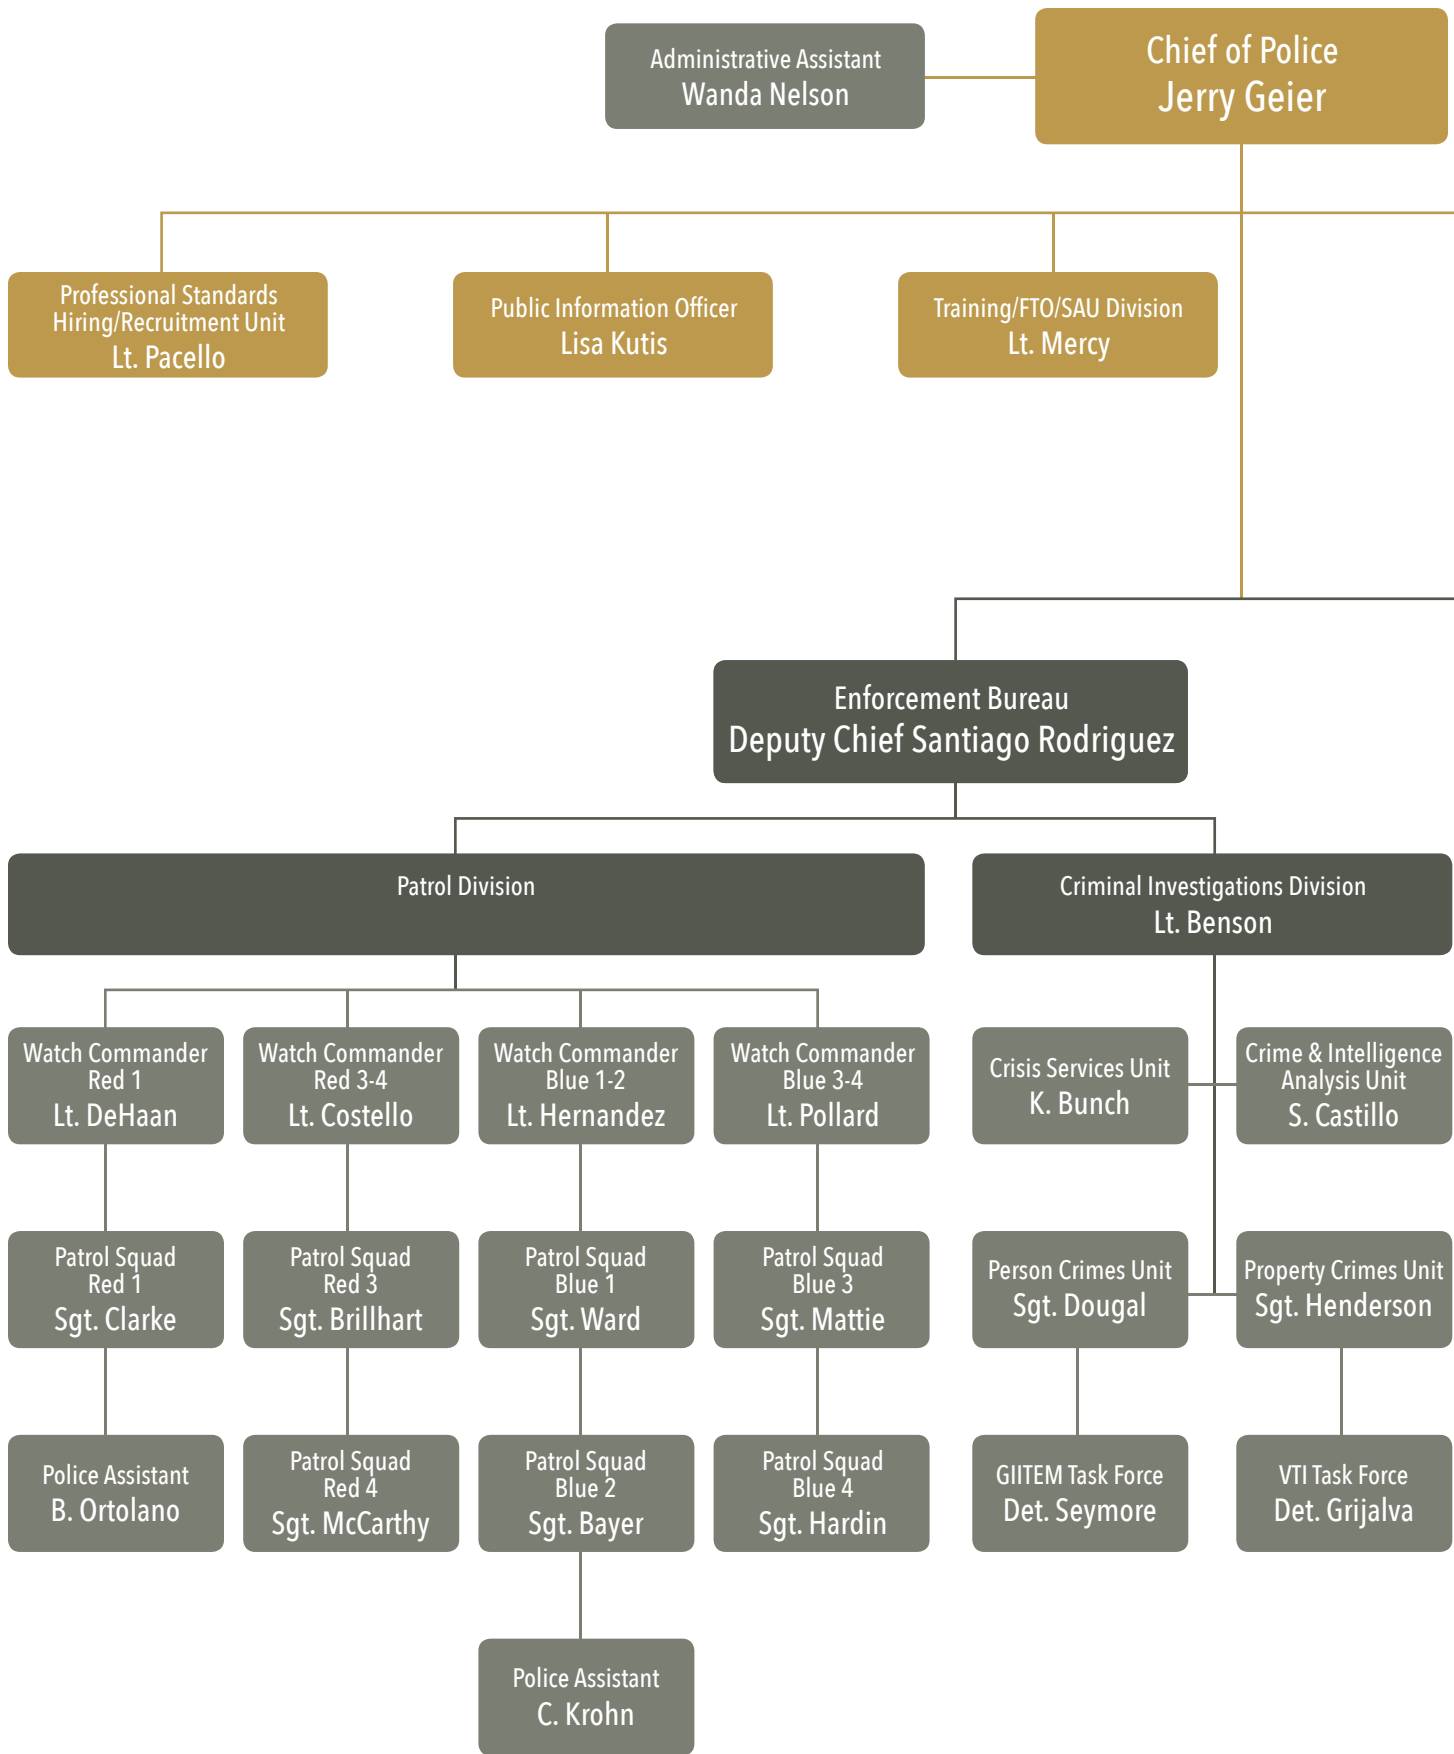 Administrative Assistant
Wanda Nelson
Chief of Police
Jerry Geier
Professional Standards
Hiring/Recruitment Unit
Lt. Pacello
Public Information Officer
Lisa Kutis
Training/FTO/SAU Division
Lt. Mercy
Enforcement Bureau
Deputy Chief Santiago Rodriguez
Patrol Division
Criminal Investigations Division
Lt. Benson
Watch Commander
Red 1
Lt. DeHaan
Watch Commander
Red 3-4
Lt. Costello
Watch Commander
Blue 1-2
Lt. Hernandez
Watch Commander
Blue 3-4
Lt. Pollard
Crisis Services Unit
K. Bunch
Crime & Intelligence
Analysis Unit
S. Castillo
Patrol Squad
Red 1
Sgt. Clarke
Patrol Squad
Red 3
Sgt. Brillhart
Patrol Squad
Blue 1
Sgt. Ward
Patrol Squad
Blue 3
Sgt. Mattie
Person Crimes Unit
Sgt. Dougal
Property Crimes Unit
Sgt. Henderson
Police Assistant
B. Ortolano
Patrol Squad
Red 4
Sgt. McCarthy
Patrol Squad
Blue 2
Sgt. Bayer
Patrol Squad
Blue 4
Sgt. Hardin
GIITEM Task Force
Det. Seymore
VTI Task Force
Det. Grijalva
Police Assistant
C. Krohn